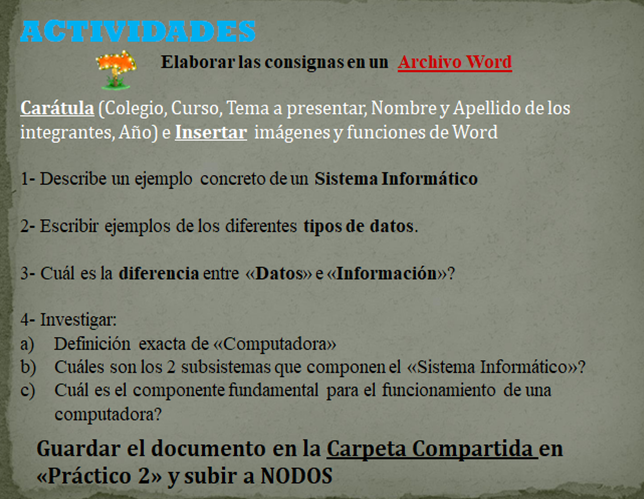 ACTIVIDADES
Elaborar las consignas en un Archivo Word
Carátula (Colegio, Curso, Tema a presentar, Nombre y Apellido de los
integrantes, Año) e Insertar imágenes y funciones de Word
1- Describe un ejemplo concreto de un Sistema Informático
2- Escribir ejemplos de los diferentes tipos de datos.
3- Cuál es la diferencia entre «Datos» e «Información»?
4- Investigar:
a) Definición exacta de «Computadora»
b) Cuáles son los 2 subsistemas que componen el «Sistema Informático»?
c) Cuál es el componente fundamental para el funcionamiento de una
computadora?
Guardar el documento en la Carpeta Compartida en
«Práctico 2» y subir a NODOS